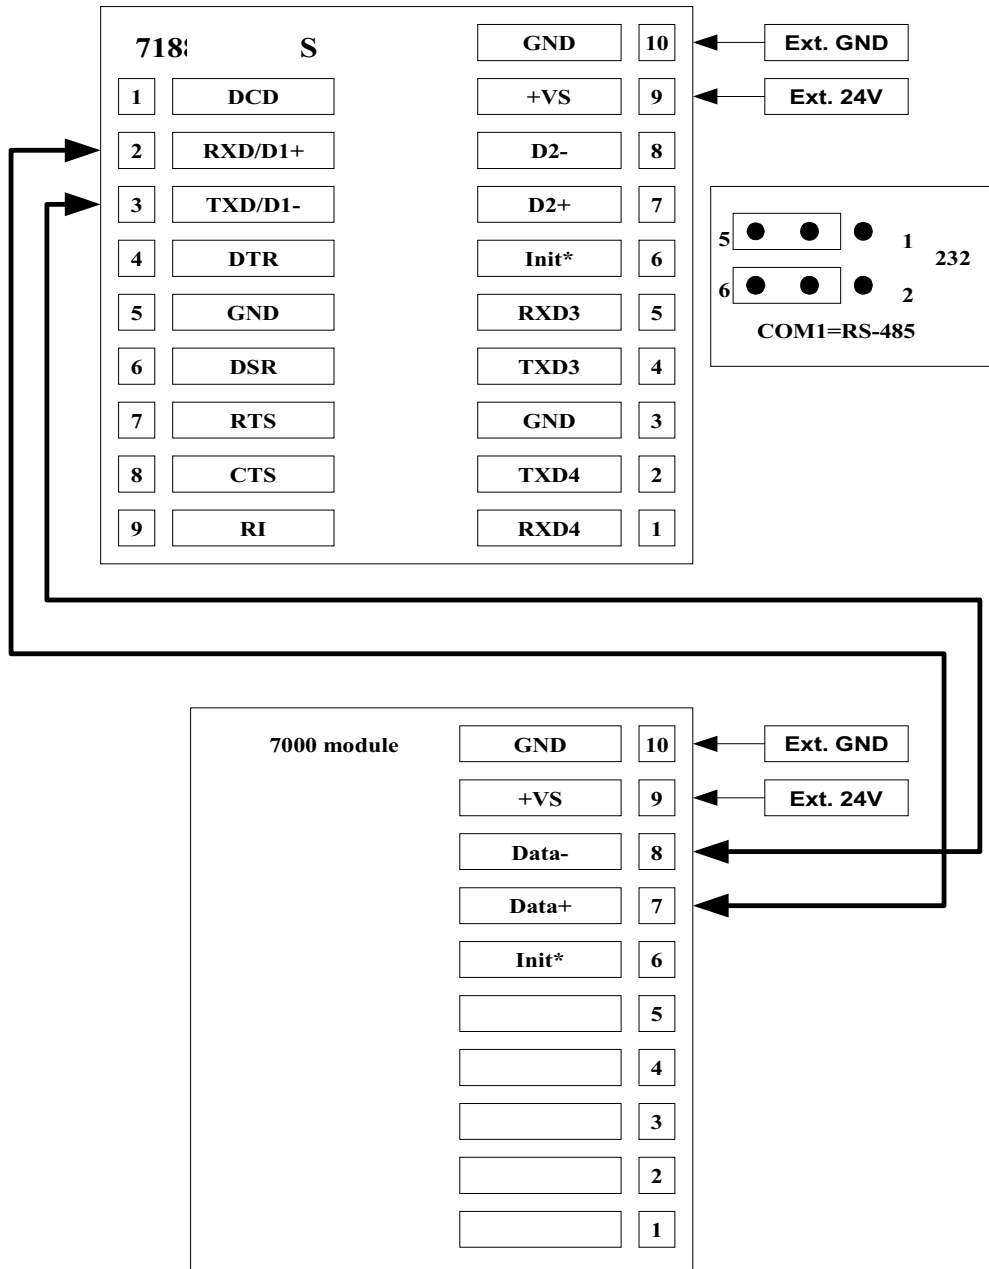 718 S
GND 10 Ext. GND
1 DCD +VS 9 Ext. 24V
2 RXD/D1+ D2- 8
3 TXD/D1- D2+ 7
4 DTR Init* 6
5 GND RXD3 5
6 DSR TXD3 4
7 RTS GND 3
8 CTS TXD4 2
9 RI RXD4 1
5 1
232
6 2
COM1=RS-485
7000 module GND 10 Ext. GND
+VS 9 Ext. 24V
Data- 8
Data+ 7
Init* 6
5
4
3
2
1